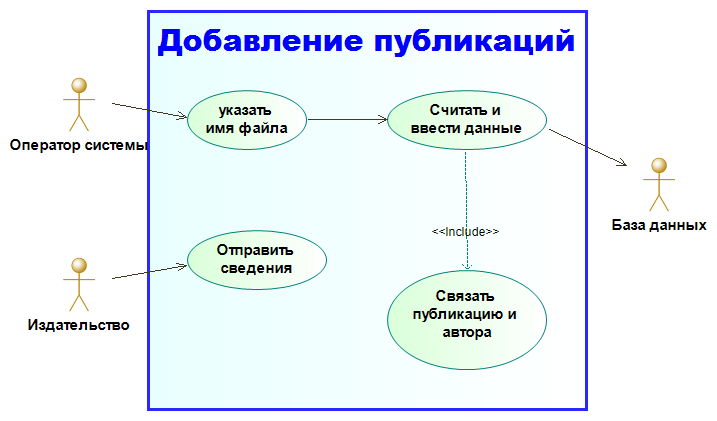 Добавление публикаций
указать
имя файла
Считать и
ввести данные
Оператор системы
База данных
<<Include>>
Отправить
сведения
Издательство
Связать
публикацию и
автора